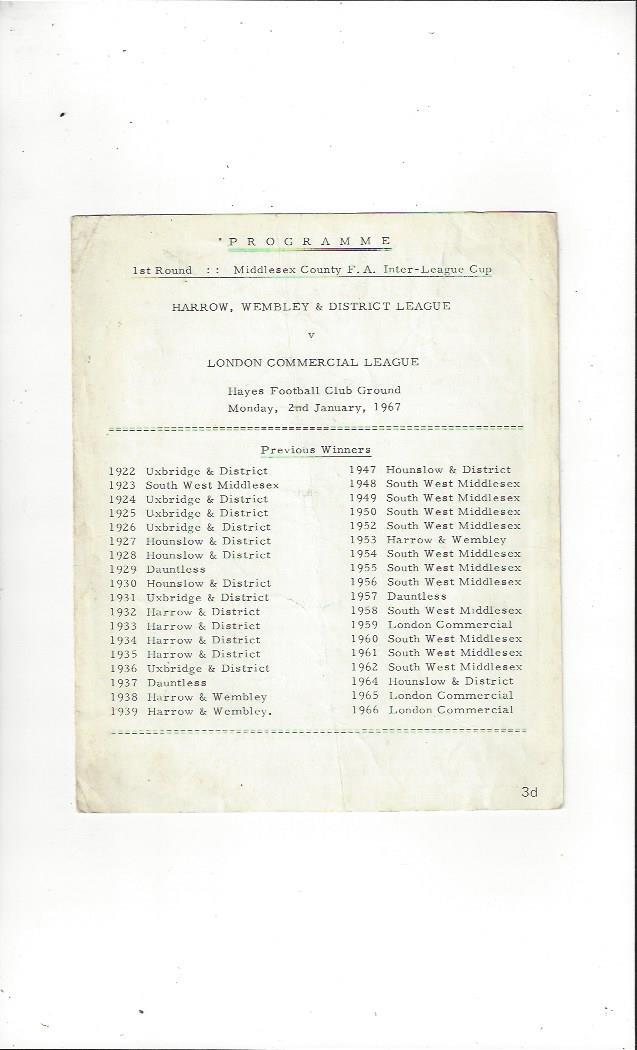 PROGRAMME
1st Round : : Middlesex County F.A. Inter-League Cup
HARROW, WEMBLEY & DISTRICT LEAGUE
v
LONDON COMMERCIAL LEAGUE
Hayes Football Club Ground
Monday, 2nd January, 1967
Previous Winners
1922 Uxbridge & District
1923 South West Middlesex
1924 Uxbridge & District
1925 Uxbridge & District
1926 Uxbridge & District
1927 Hounslow & District
1928 Hounslow & District
1929 Dauntless
1930 Hounslow & District
1931 Uxbridge & District
1932 Harrow & District
1933 Harrow & District
1934 Harrow & District
1935 Harrow & District
1936 Uxbridge & District
1937 Dauntless
1938 Harrow & Wembley
1939 Harrow & Wembley.
1947 Hounslow & District
1948 South West Middlesex
1949 South West Middlesex
1950 South West Middlesex
1952 South West Middlesex
1953 Harrow & Wembley
1954 South West Middlesex
1955 South West Middlesex
1956 South West Middlesex
1957 Dauntless
1958 South West Middlesex
1959 London Commercial
1960 South West Middlesex
1961 South West Middlesex
1962 South West Middlesex
1964 Hounslow & District
1965 London Commercial
1966 London Commercial
3d